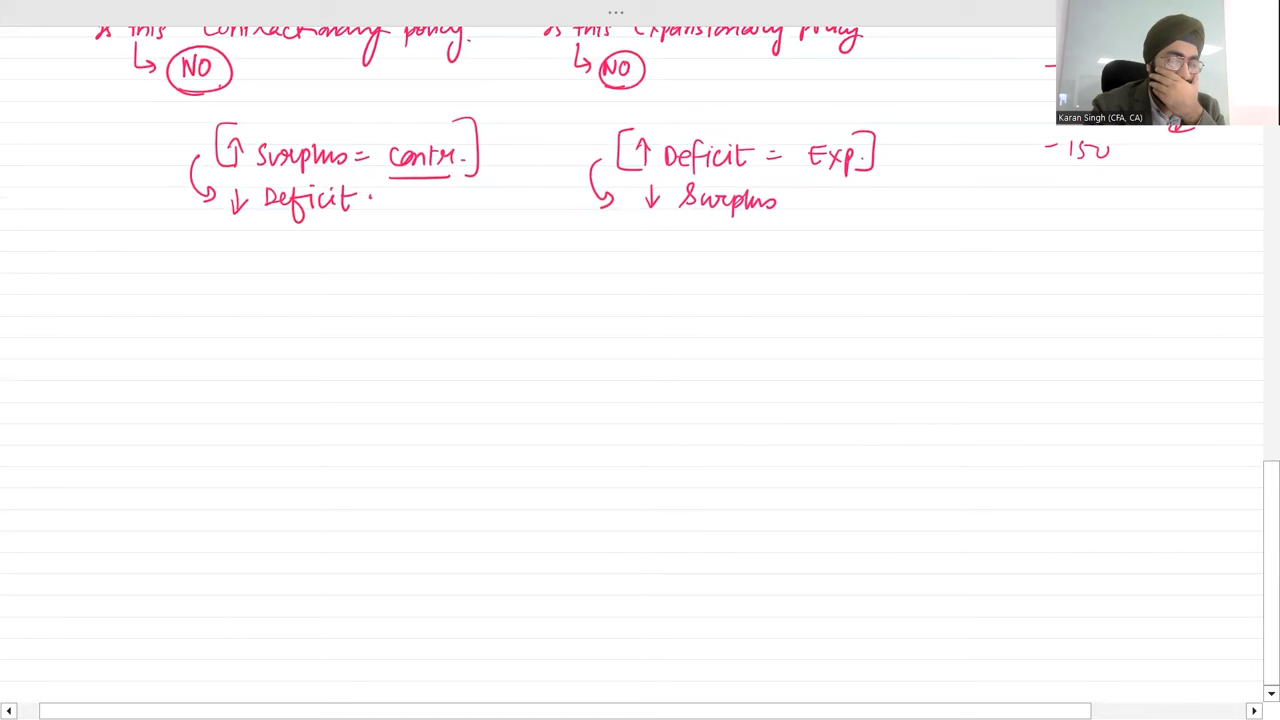 Is this Contractionary policy.
↳ NO
[↑ Surplus = Contr.]
↓ Deficit.
Is this Expansionary policy
↳ NO
[↑ Deficit = Exp.]
↓ Surplus
-150
Karan Singh (CFA, CA)